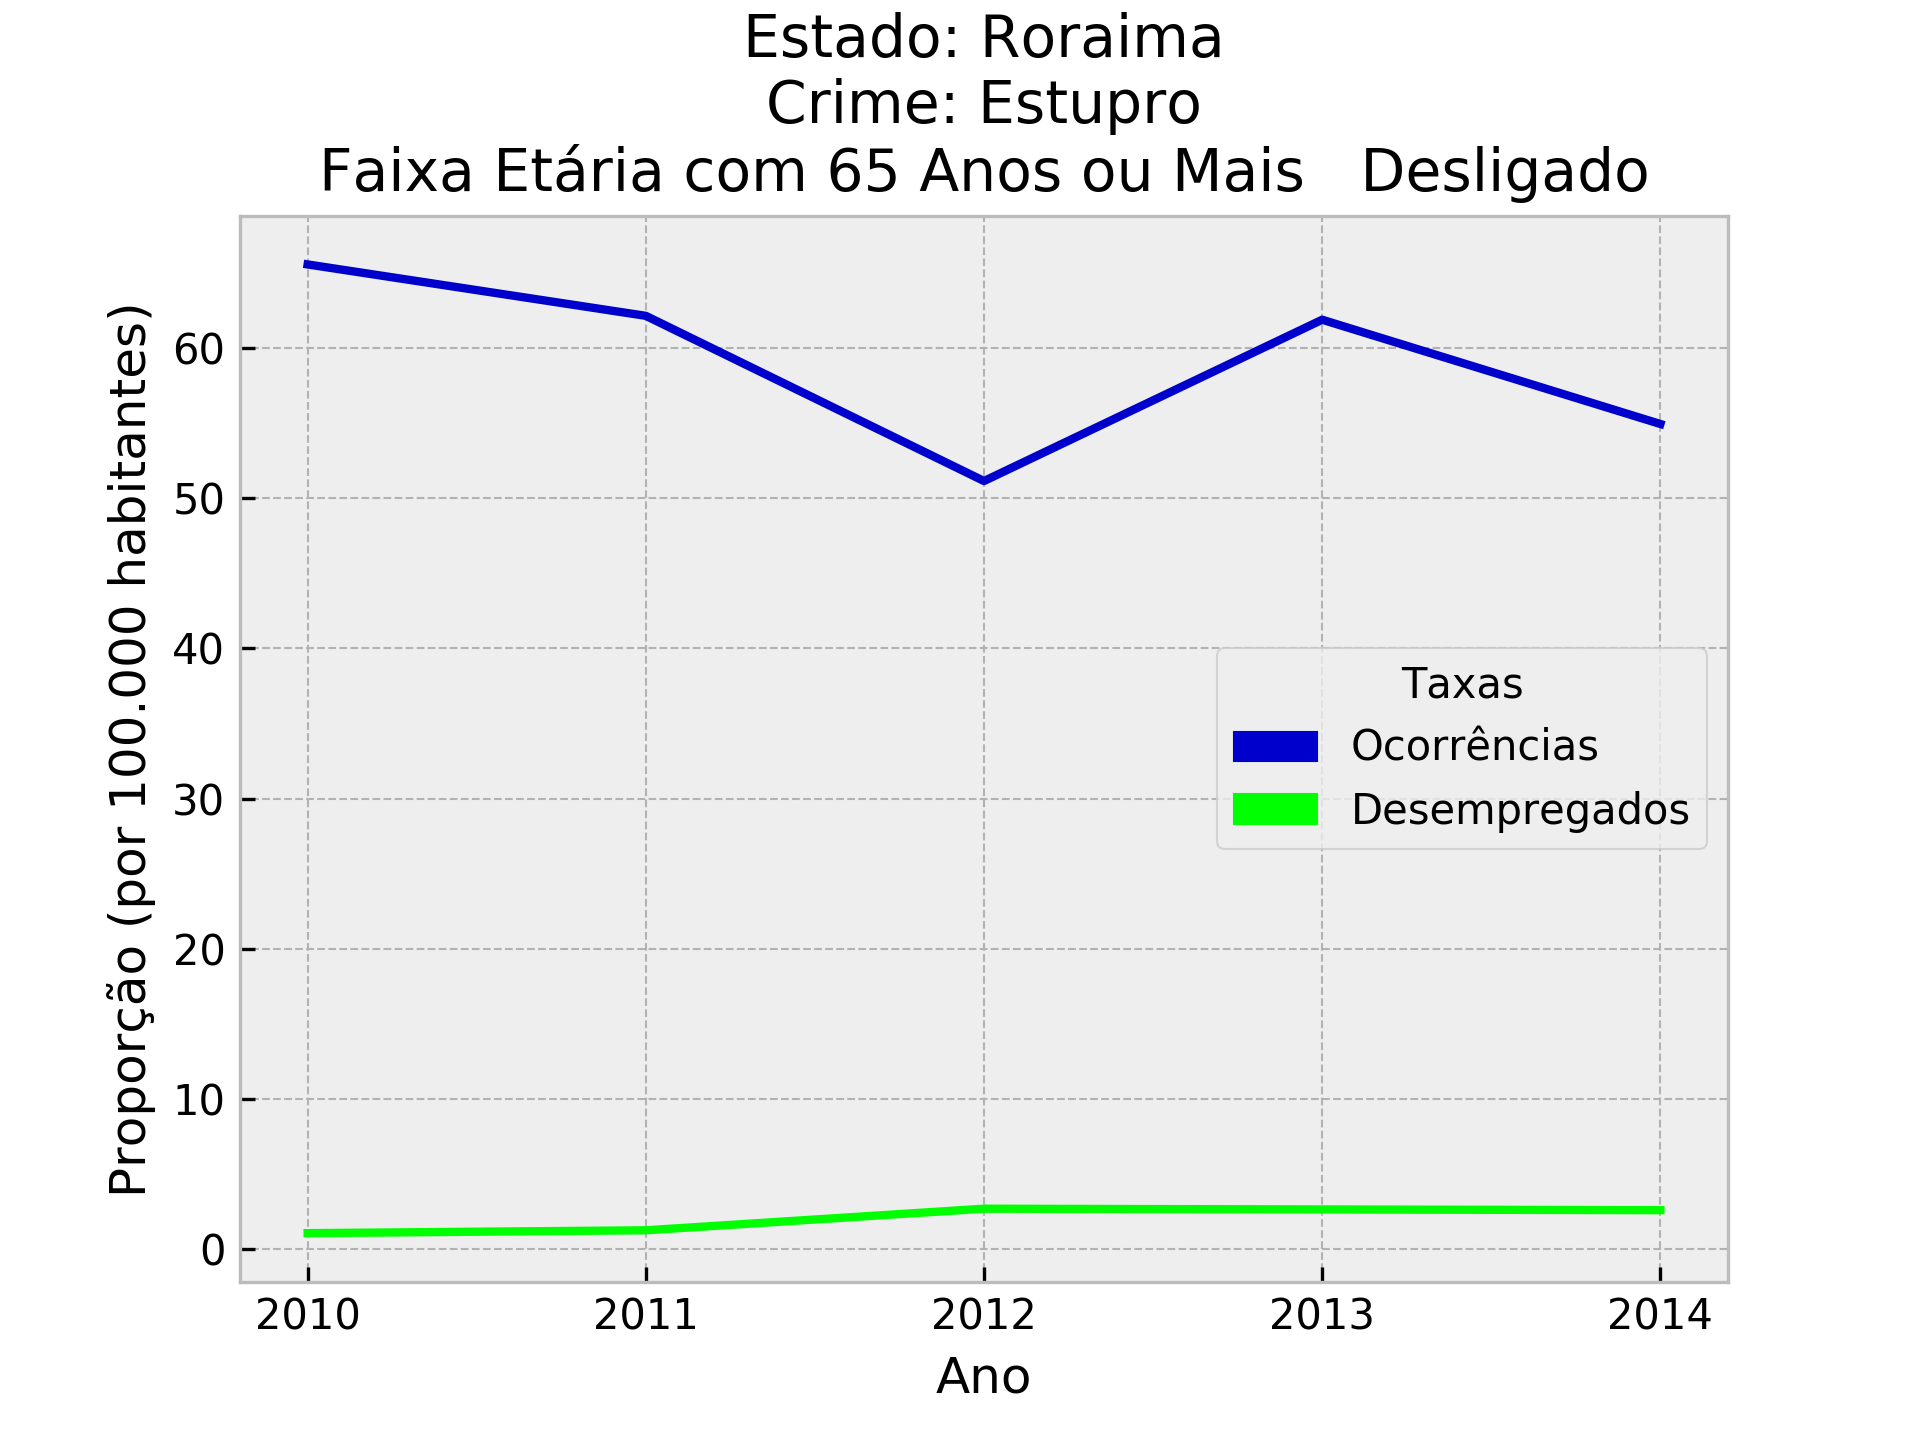 Estado: Roraima
Crime: Estupro
Faixa Etária com 65 Anos ou Mais   Desligado
Proporção (por 100.000 habitantes)
60
50
40
30
20
10
0
Taxas
Ocorrências
Desempregados
2010 2011 2012 2013 2014
Ano